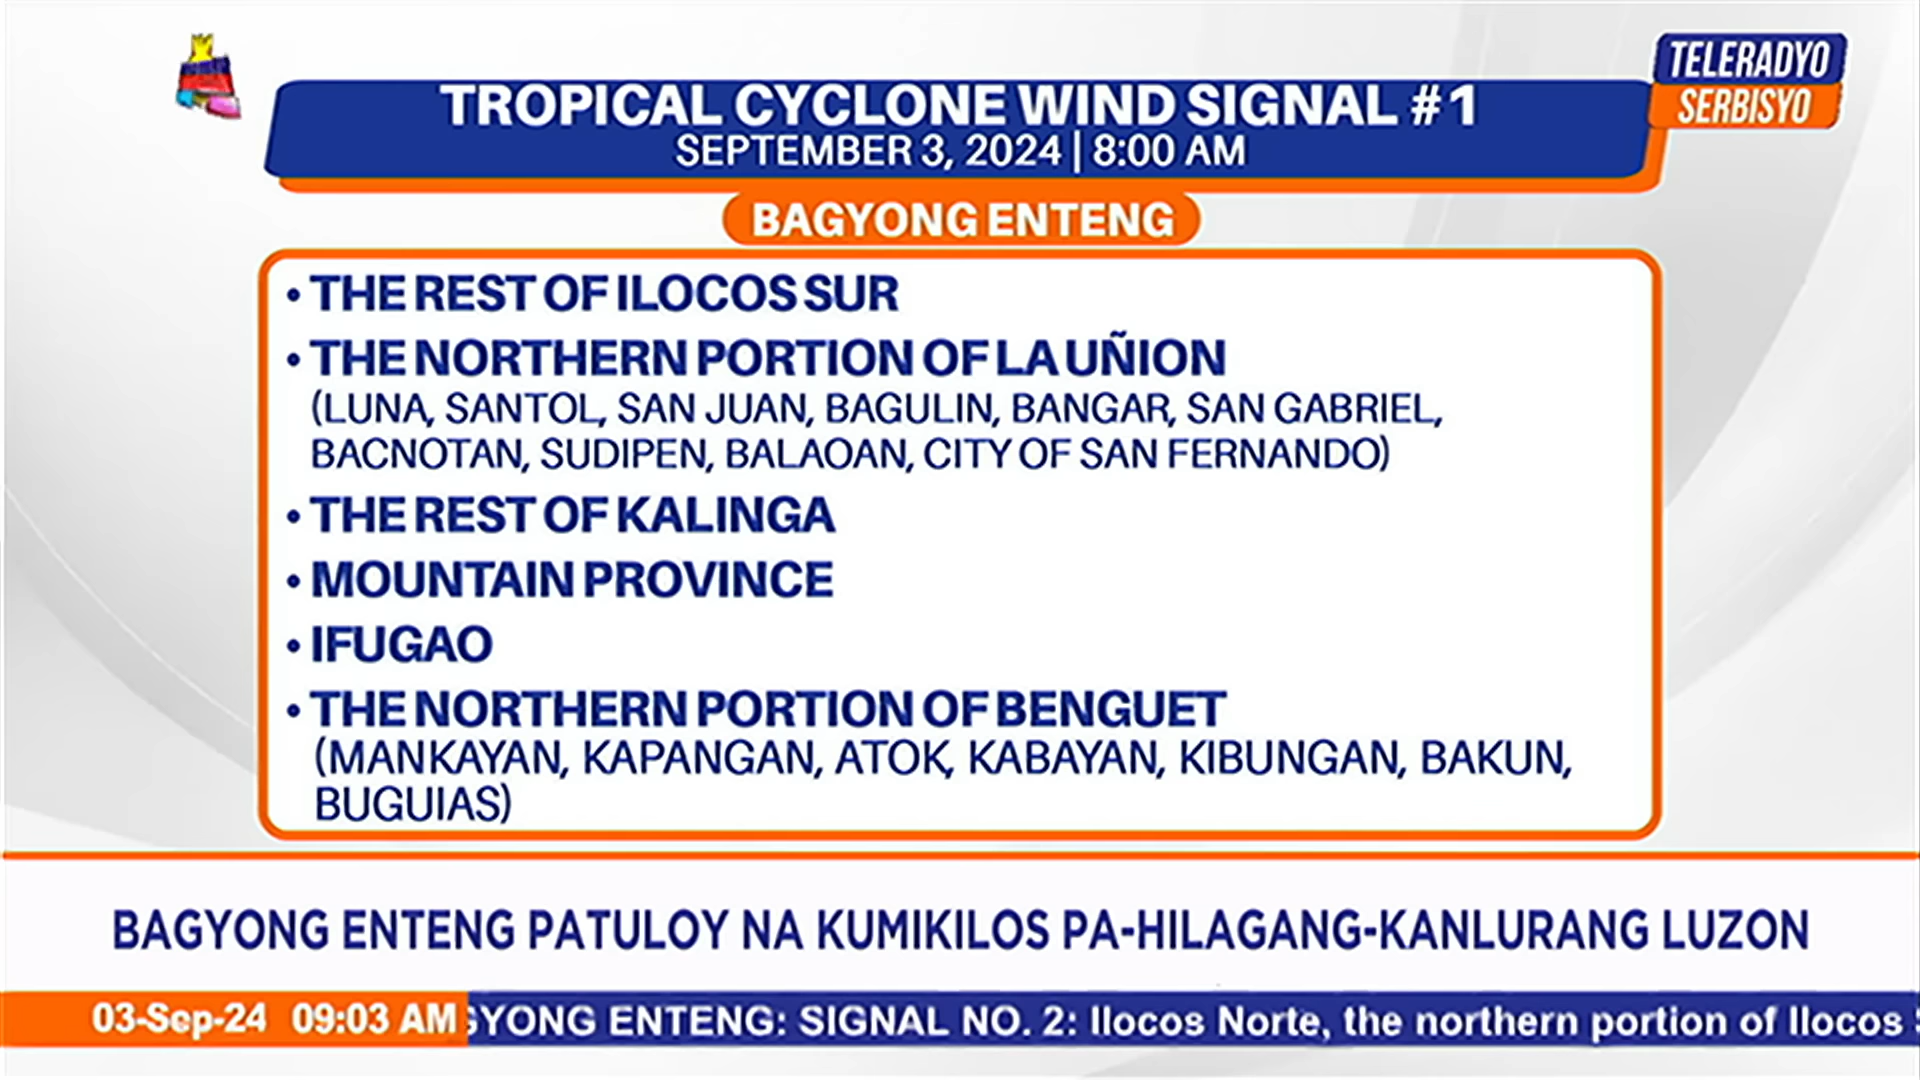 TELERADYO
SERBISYO
TROPICAL CYCLONE WIND SIGNAL #1
SEPTEMBER 3, 2024 | 8:00 AM
BAGYONG ENTENG
• THE REST OF ILOCOS SUR
• THE NORTHERN PORTION OF LA UÑION
(LUNA, SANTOL, SAN JUAN, BAGULIN, BANGAR, SAN GABRIEL,
BACNOTAN, SUDIPEN, BALAOAN, CITY OF SAN FERNANDO)
• THE REST OF KALINGA
• MOUNTAIN PROVINCE
• IFUGAO
• THE NORTHERN PORTION OF BENGUET
(MANKAYAN, KAPANGAN, ATOK, KABAYAN, KIBUNGAN, BAKUN,
BUGUIAS)
BAGYONG ENTENG PATULOY NA KUMIKILOS PA-HILAGANG-KANLURANG LUZON
03-Sep-24 09:03 AM GYONG ENTENG: SIGNAL NO. 2: Ilocos Norte, the northern portion of Ilocos